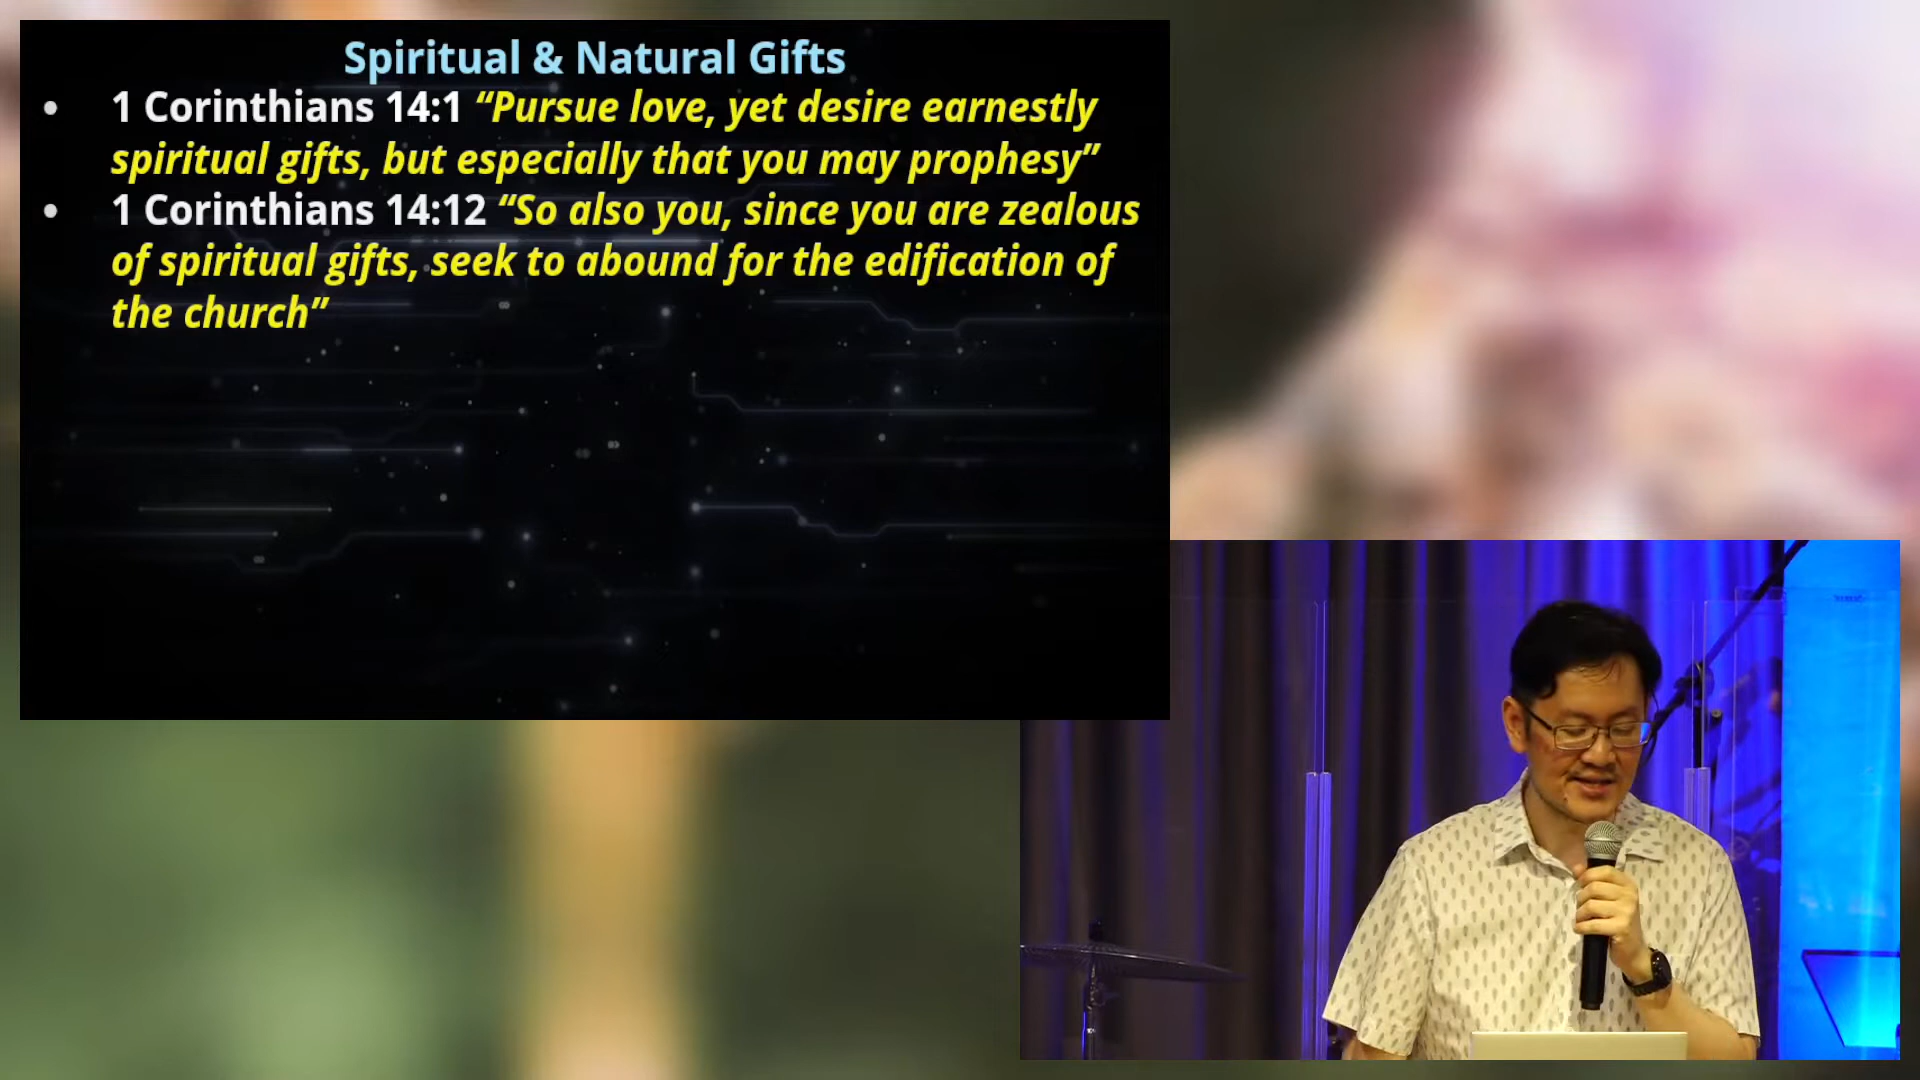 Spiritual & Natural Gifts
• 1 Corinthians 14:1 “Pursue love, yet desire earnestly
spiritual gifts, but especially that you may prophesy”
• 1 Corinthians 14:12 “So also you, since you are zealous
of spiritual gifts, seek to abound for the edification of
the church”